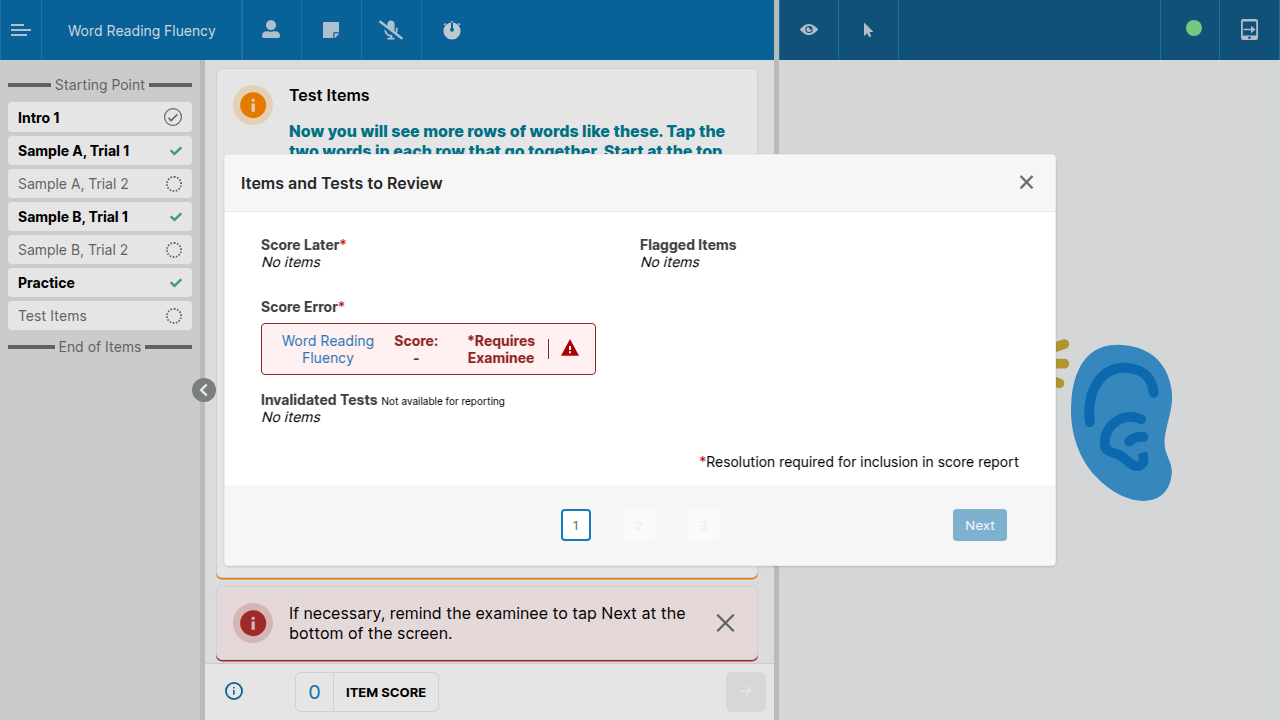 Word Reading Fluency
Starting Point
Intro 1
Sample A, Trial 1
Sample A, Trial 2
Sample B, Trial 1
Sample B, Trial 2
Practice
Test Items
End of Items
Test Items
Now you will see more rows of words like these. Tap the
two words in each row that go together. Start at the top
Items and Tests to Review
Score Later*
No items
Flagged Items
No items
Score Error*
Word Reading
Fluency
Score:
-
*Requires
Examinee
Invalidated Tests Not available for reporting
No items
*Resolution required for inclusion in score report
1
2
3
Next
If necessary, remind the examinee to tap Next at the
bottom of the screen.
0
ITEM SCORE